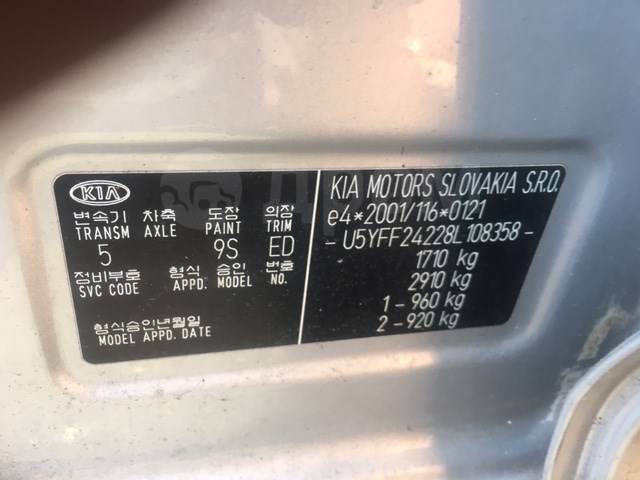 KIA
변속기 차축 도장 의장
TRANSM AXLE PAINT TRIM
5 9S ED
정비부호 형식 승인 번호
SVC CODE APPD. MODEL NO.
형식승인년월일
MODEL APPD. DATE
KIA MOTORS SLOVAKIA S.R.O.
e4*2001/116*0121
- U5YFF24228L108358 -
1710 kg
2910 kg
1 - 960 kg
2 - 920 kg